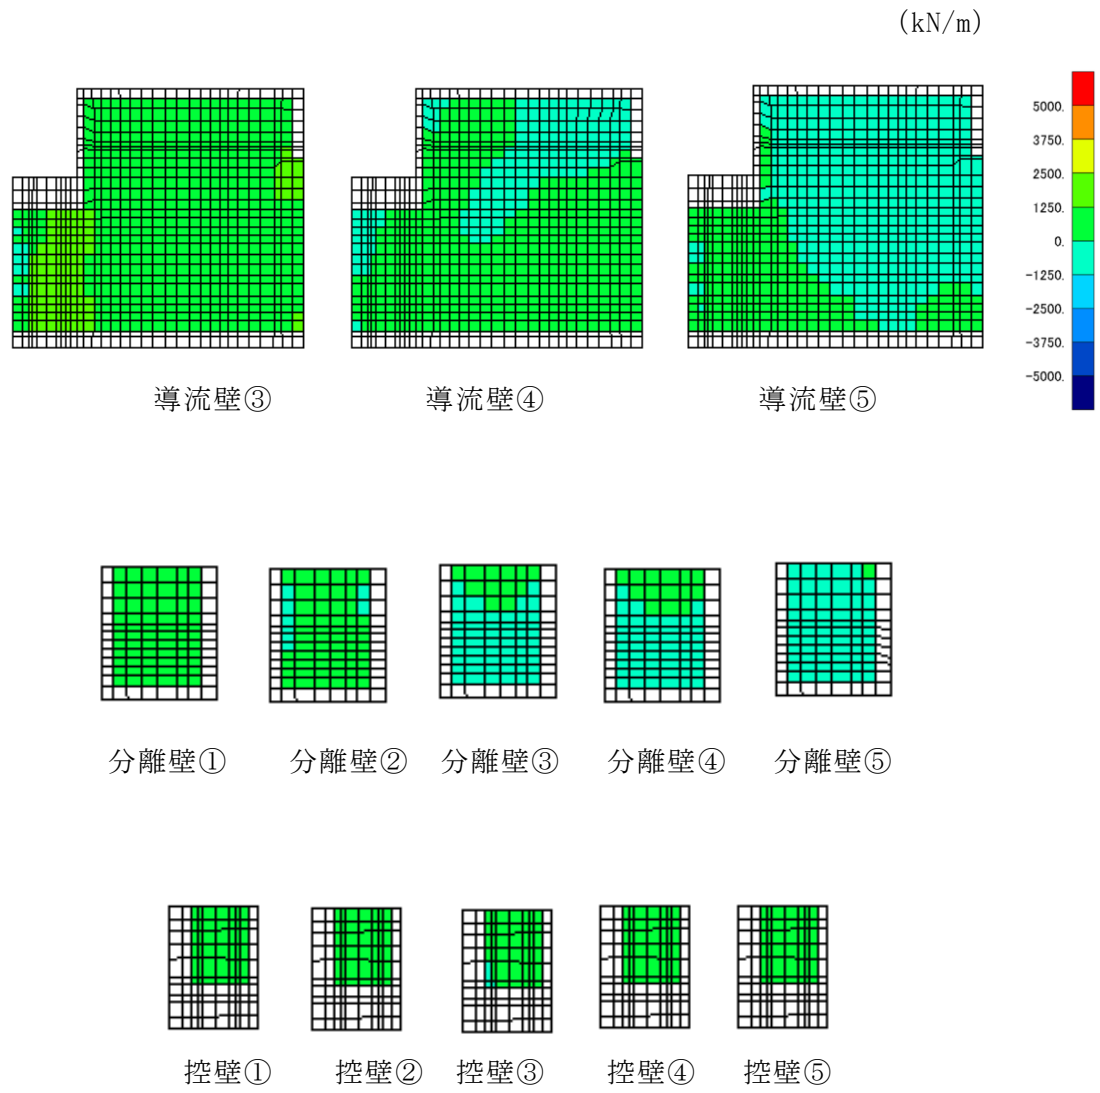 (kN/m)
5000.
3750.
2500.
1250.
0.
-1250.
-2500.
-3750.
-5000.
導流壁③ 導流壁④ 導流壁⑤
分離壁① 分離壁② 分離壁③ 分離壁④ 分離壁⑤
控壁① 控壁② 控壁③ 控壁④ 控壁⑤